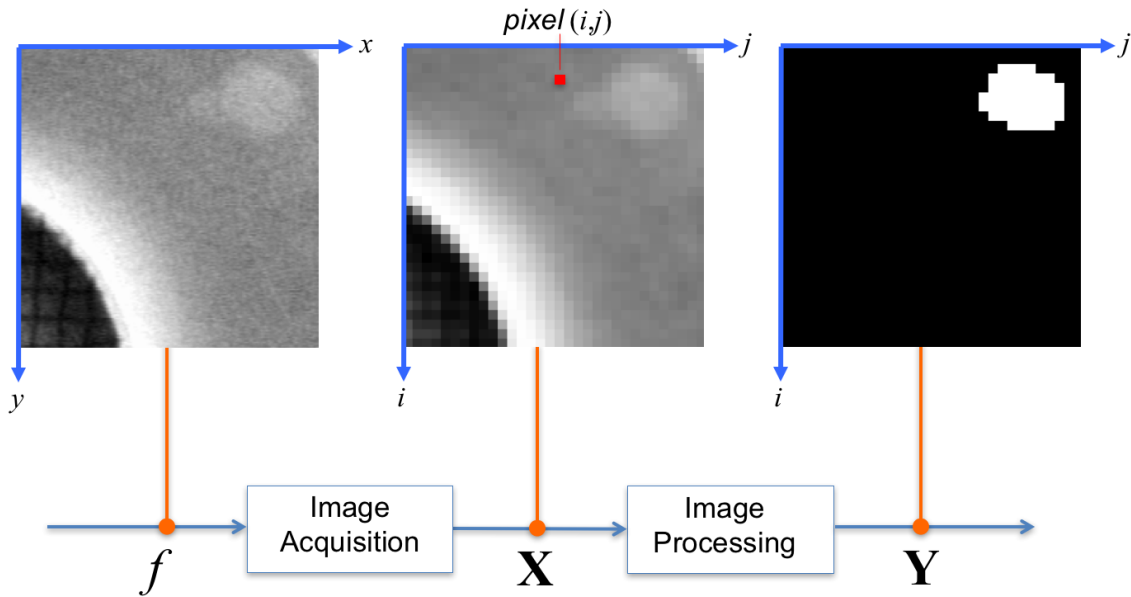 pixel (i,j)
x
j
j
y
i
i
Image
Acquisition
Image
Processing
f
X
Y